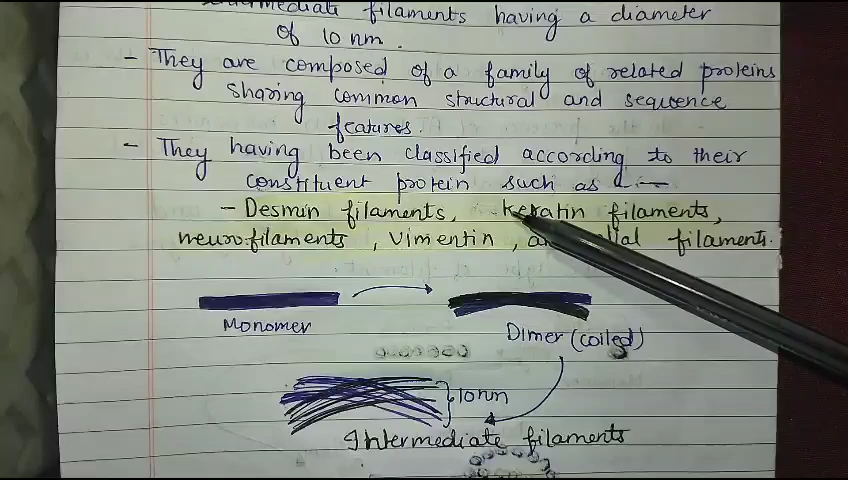 filaments having a diameter
of 10 nm.
- They are composed of a family of related proteins
sharing common structural and sequence
features.
- They having been classified according to their
constituent protein such as :-
- Desmin filaments, Keratin filaments,
neurofilaments, vimentin, filaments.
Monomer
Dimer (coiled)
10nm
Intermediate filaments